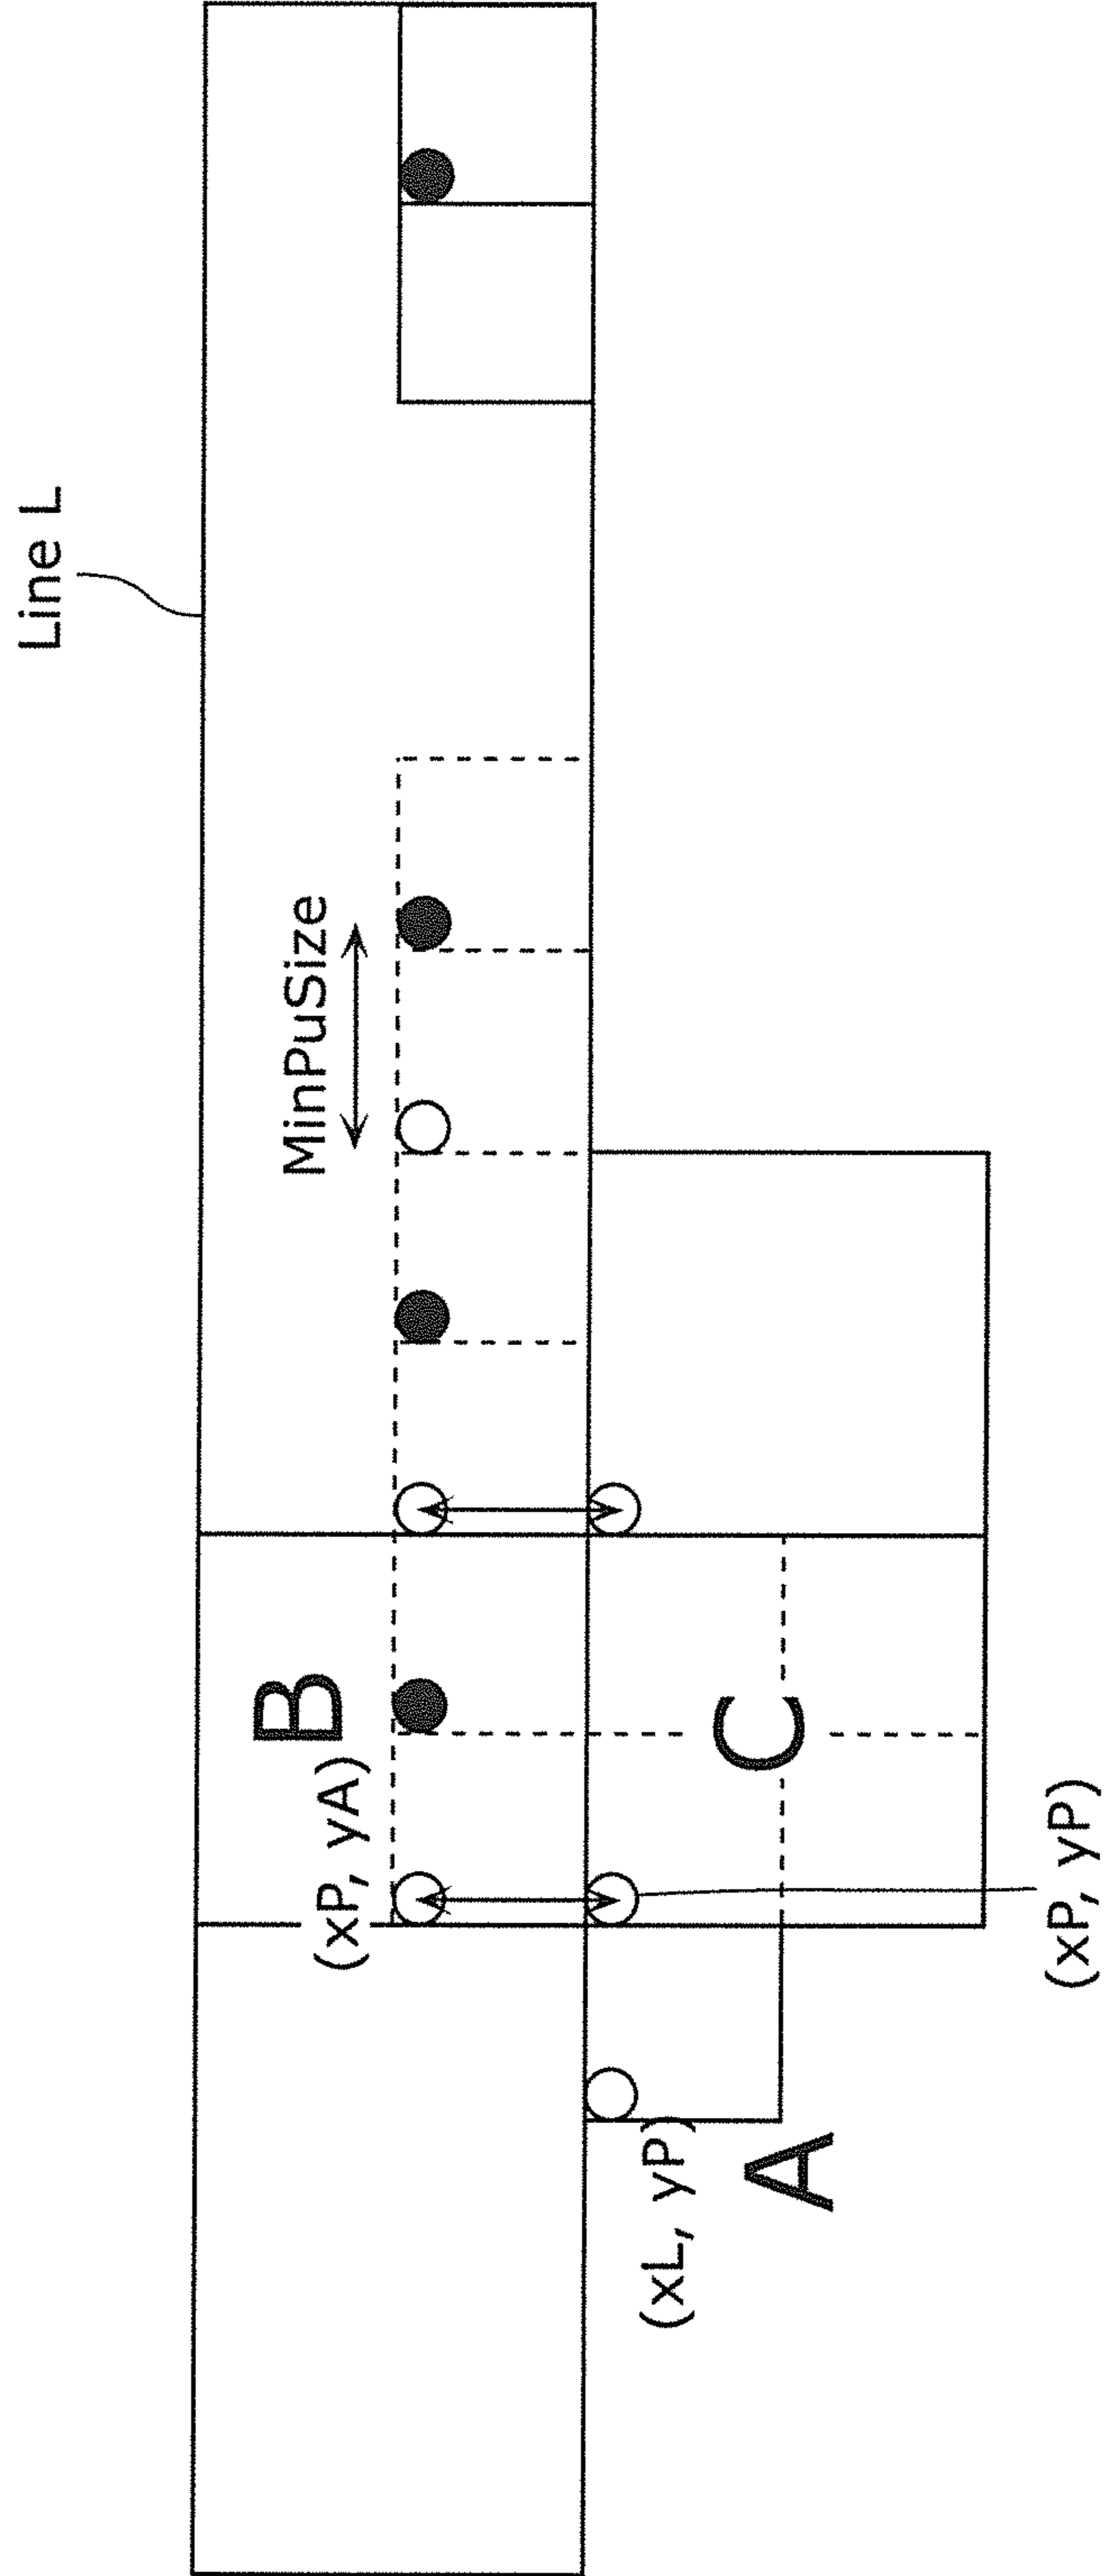 Line L
MinPuSize
B
(xP, yA)
C
(xP, yP)
(xL, yP)
A